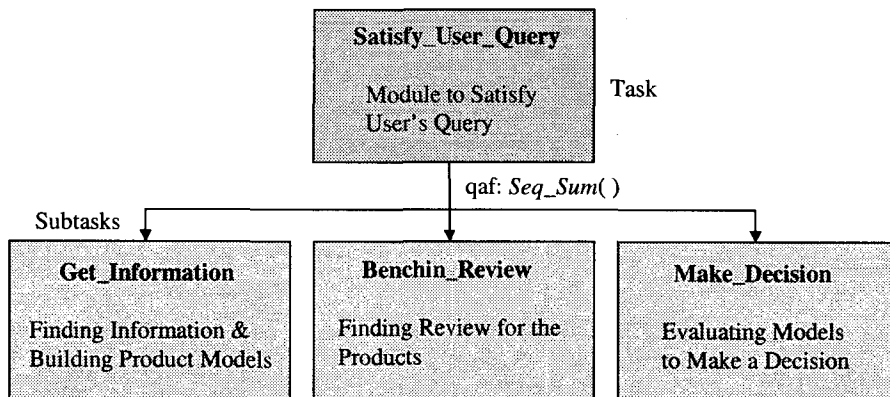 Satisfy_User_Query
Module to Satisfy
User's Query
Task
qaf: Seq_Sum( )
Subtasks
Get_Information
Finding Information &
Building Product Models
Benchin_Review
Finding Review for the
Products
Make_Decision
Evaluating Models
to Make a Decision